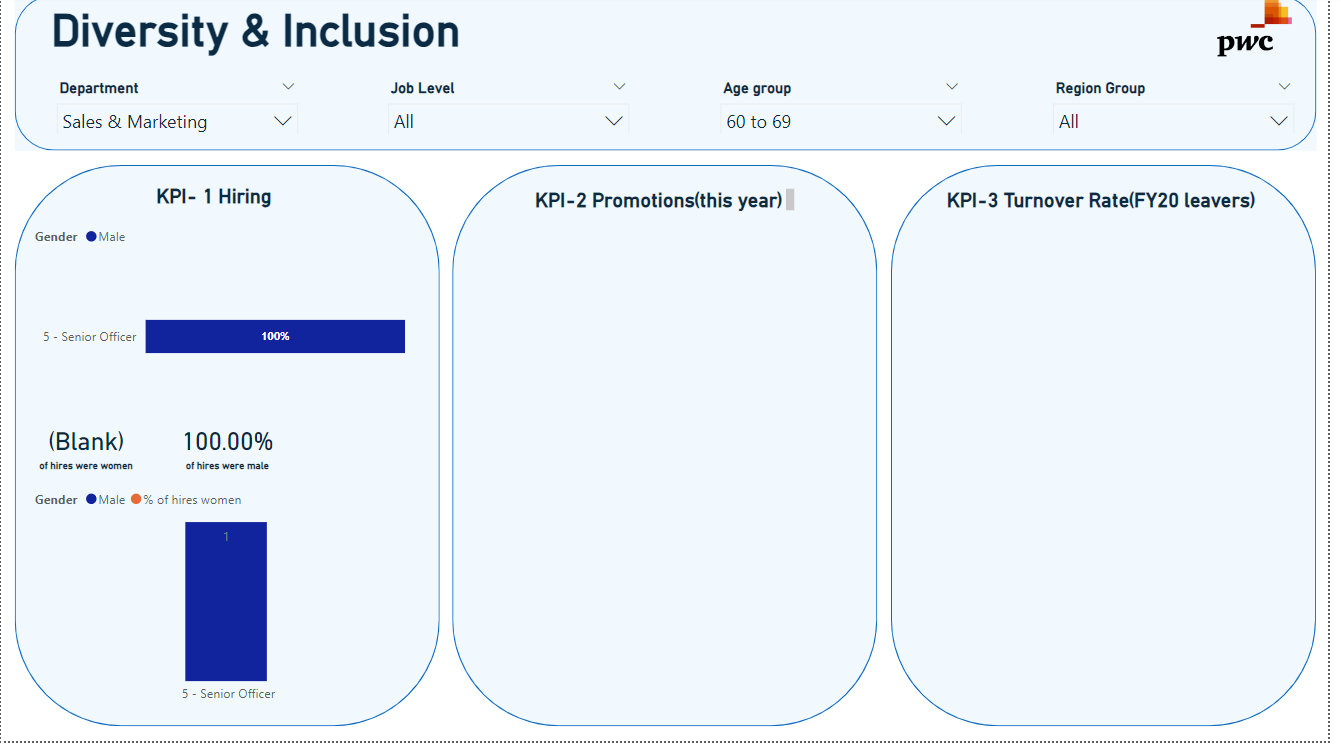 Diversity & Inclusion
pwc
Department
Job Level
Age group
Region Group
Sales & Marketing
All
60 to 69
All
KPI- 1 Hiring
KPI-2 Promotions(this year)
KPI-3 Turnover Rate(FY20 leavers)
Gender Male
5 - Senior Officer 100%
(Blank) 100.00%
of hires were women of hires were male
Gender Male % of hires women
1
5 - Senior Officer